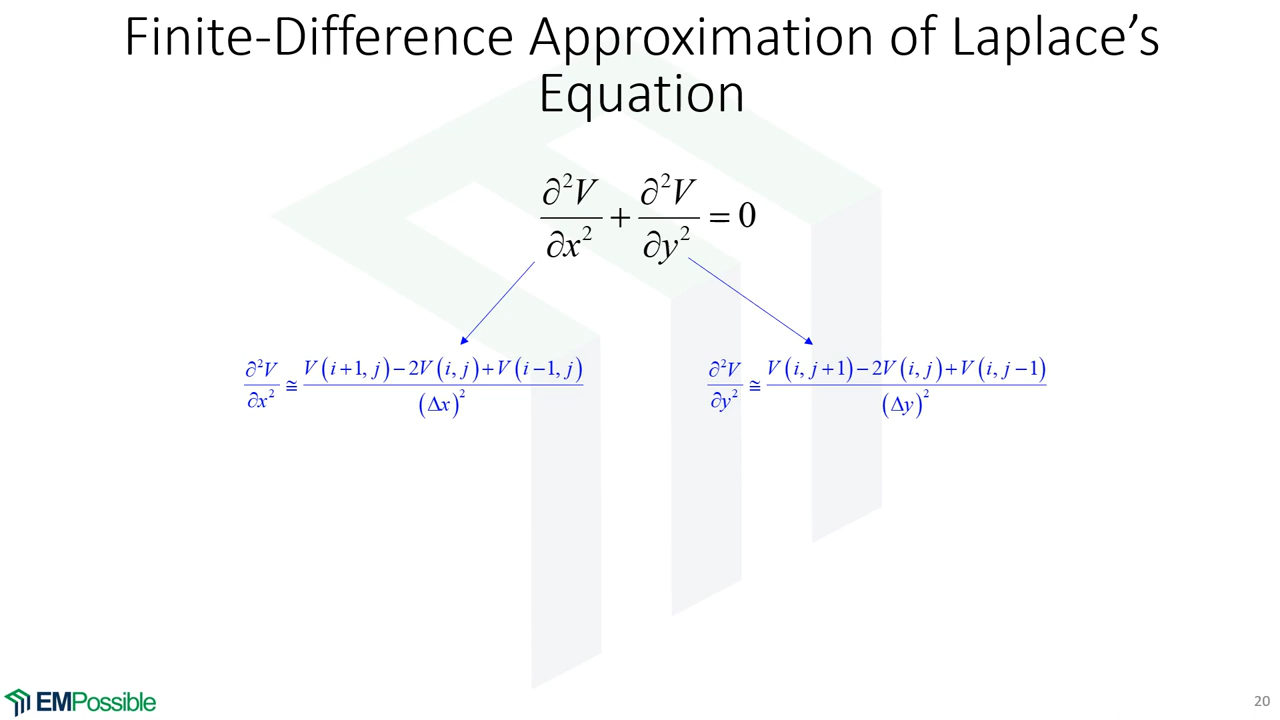 Finite-Difference Approximation of Laplace's
Equation
∂²V/∂x² + ∂²V/∂y² = 0
∂²V/∂x² ≅ (V(i+1, j) − 2V(i, j) + V(i−1, j))/(Δx)²
∂²V/∂y² ≅ (V(i, j+1) − 2V(i, j) + V(i, j−1))/(Δy)²
EMPossible
20